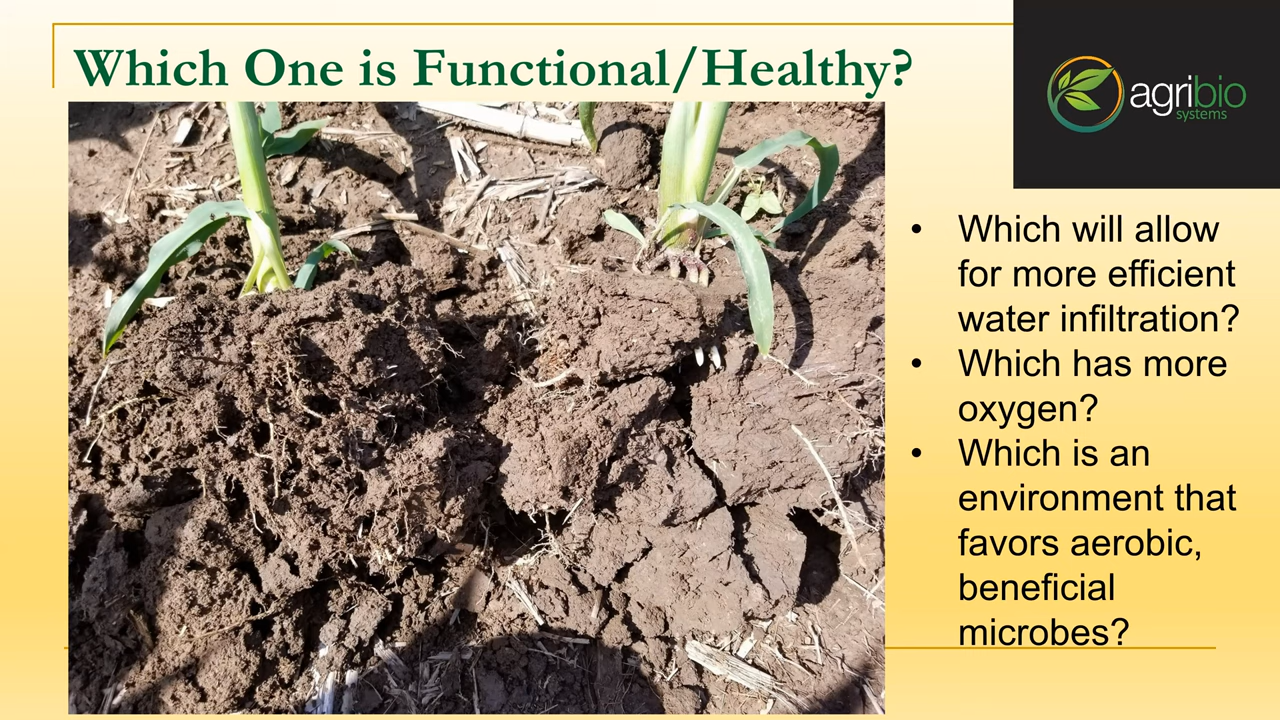 Which One is Functional/Healthy?
agribio
systems
• Which will allow
for more efficient
water infiltration?
• Which has more
oxygen?
• Which is an
environment that
favors aerobic,
beneficial
microbes?